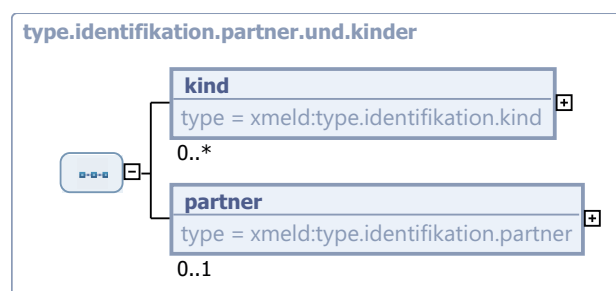 type.identifikation.partner.und.kinder
kind
type = xmeld:type.identifikation.kind
0..*
partner
type = xmeld:type.identifikation.partner
0..1